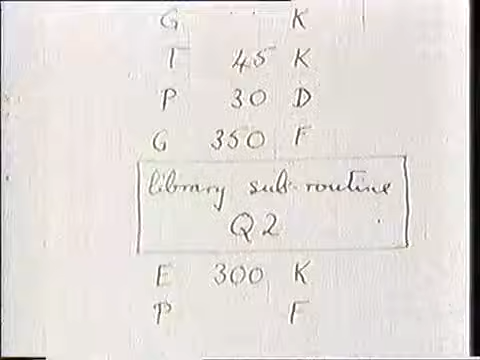 G K
T 45 K
P 30 D
G 350 F
library sub-routine
Q2
E 300 K
P F